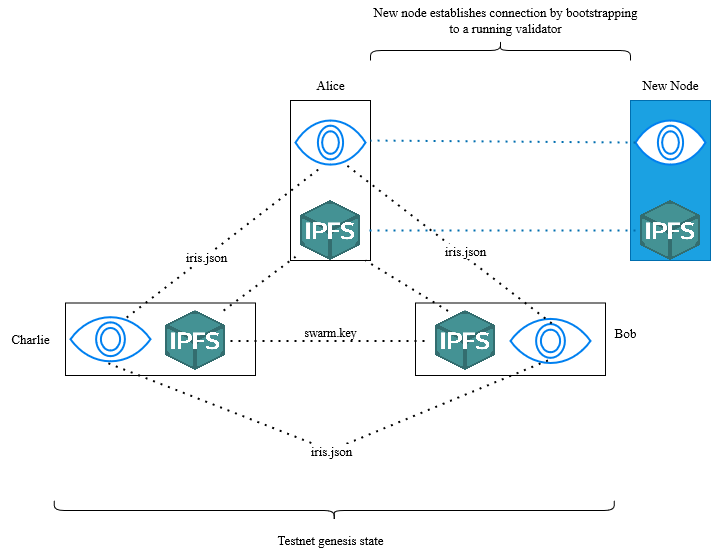 New node establishes connection by bootstrapping
to a running validator
Alice
New Node
IPFS
IPFS
iris.json
iris.json
Charlie
IPFS
swarm.key
IPFS
Bob
iris.json
Testnet genesis state